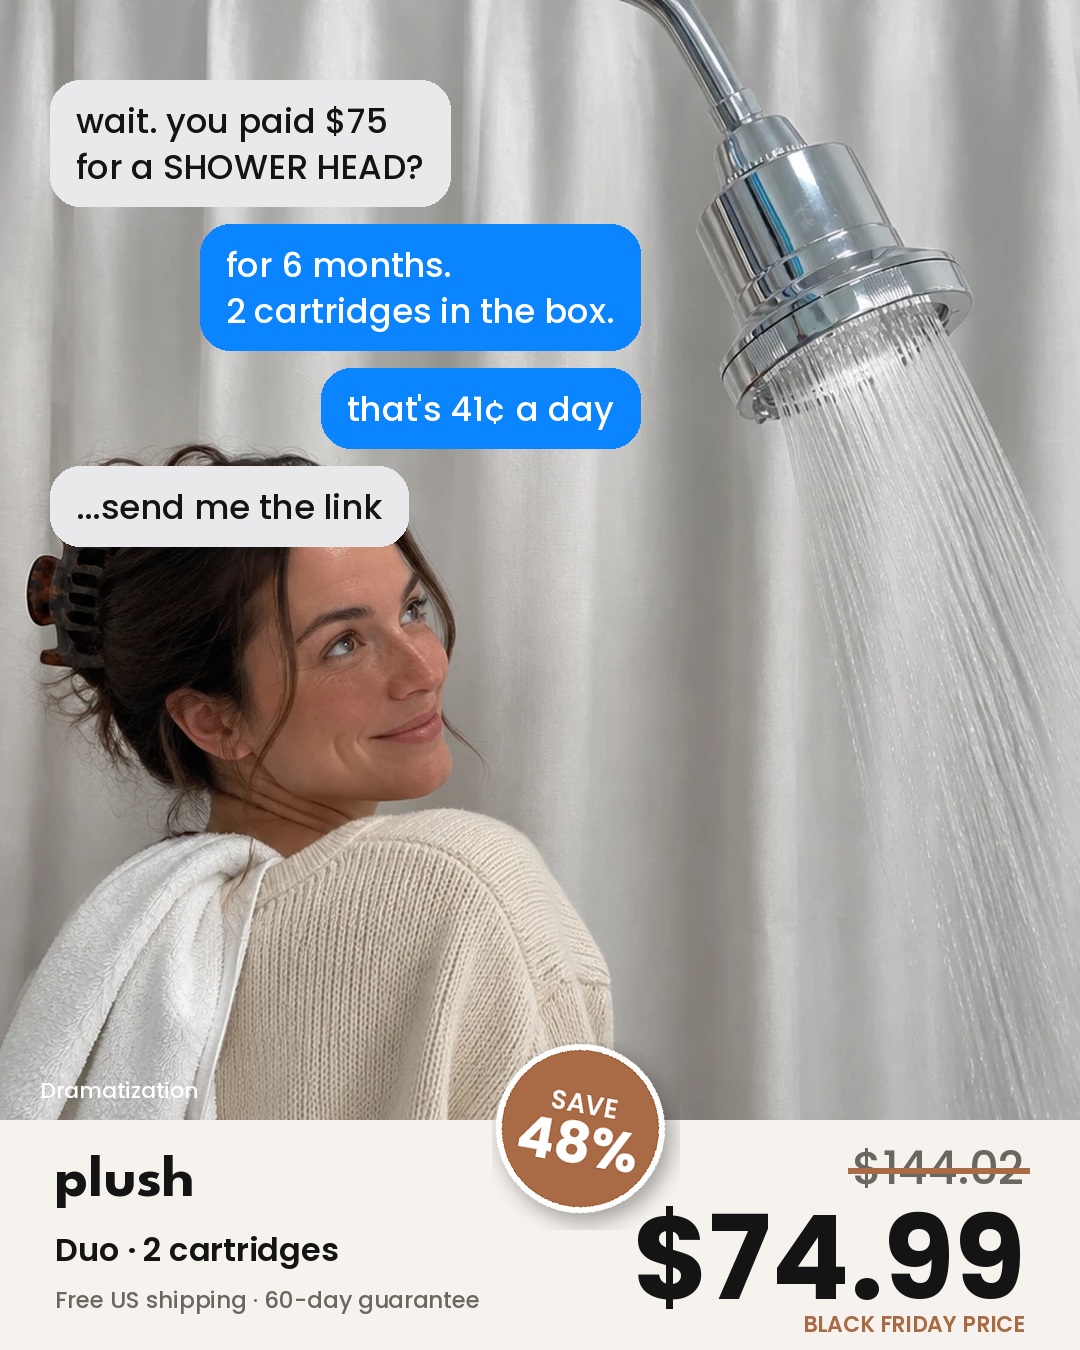 wait. you paid $75
for a SHOWER HEAD?
for 6 months.
2 cartridges in the box.
that's 41¢ a day
...send me the link
Dramatization
SAVE
48%
plush
Duo · 2 cartridges
Free US shipping · 60-day guarantee
$144.02
$74.99
BLACK FRIDAY PRICE